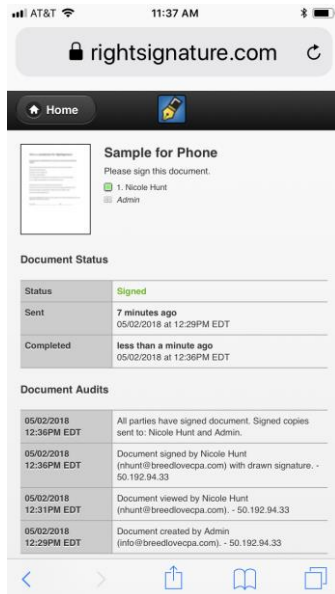 AT&T 11:37 AM
rightsignature.com
Home
Sample for Phone
Please sign this document.
1. Nicole Hunt
Admin
Document Status
Status Signed
Sent 7 minutes ago
05/02/2018 at 12:29PM EDT
Completed less than a minute ago
05/02/2018 at 12:36PM EDT
Document Audits
05/02/2018 All parties have signed document. Signed copies
12:36PM EDT sent to: Nicole Hunt and Admin.
05/02/2018 Document signed by Nicole Hunt
12:36PM EDT (nhunt@breedlovecpa.com) with drawn signature. -
50.192.94.33
05/02/2018 Document viewed by Nicole Hunt
12:31PM EDT (nhunt@breedlovecpa.com). - 50.192.94.33
05/02/2018 Document created by Admin
12:29PM EDT (info@breedlovecpa.com). - 50.192.94.33